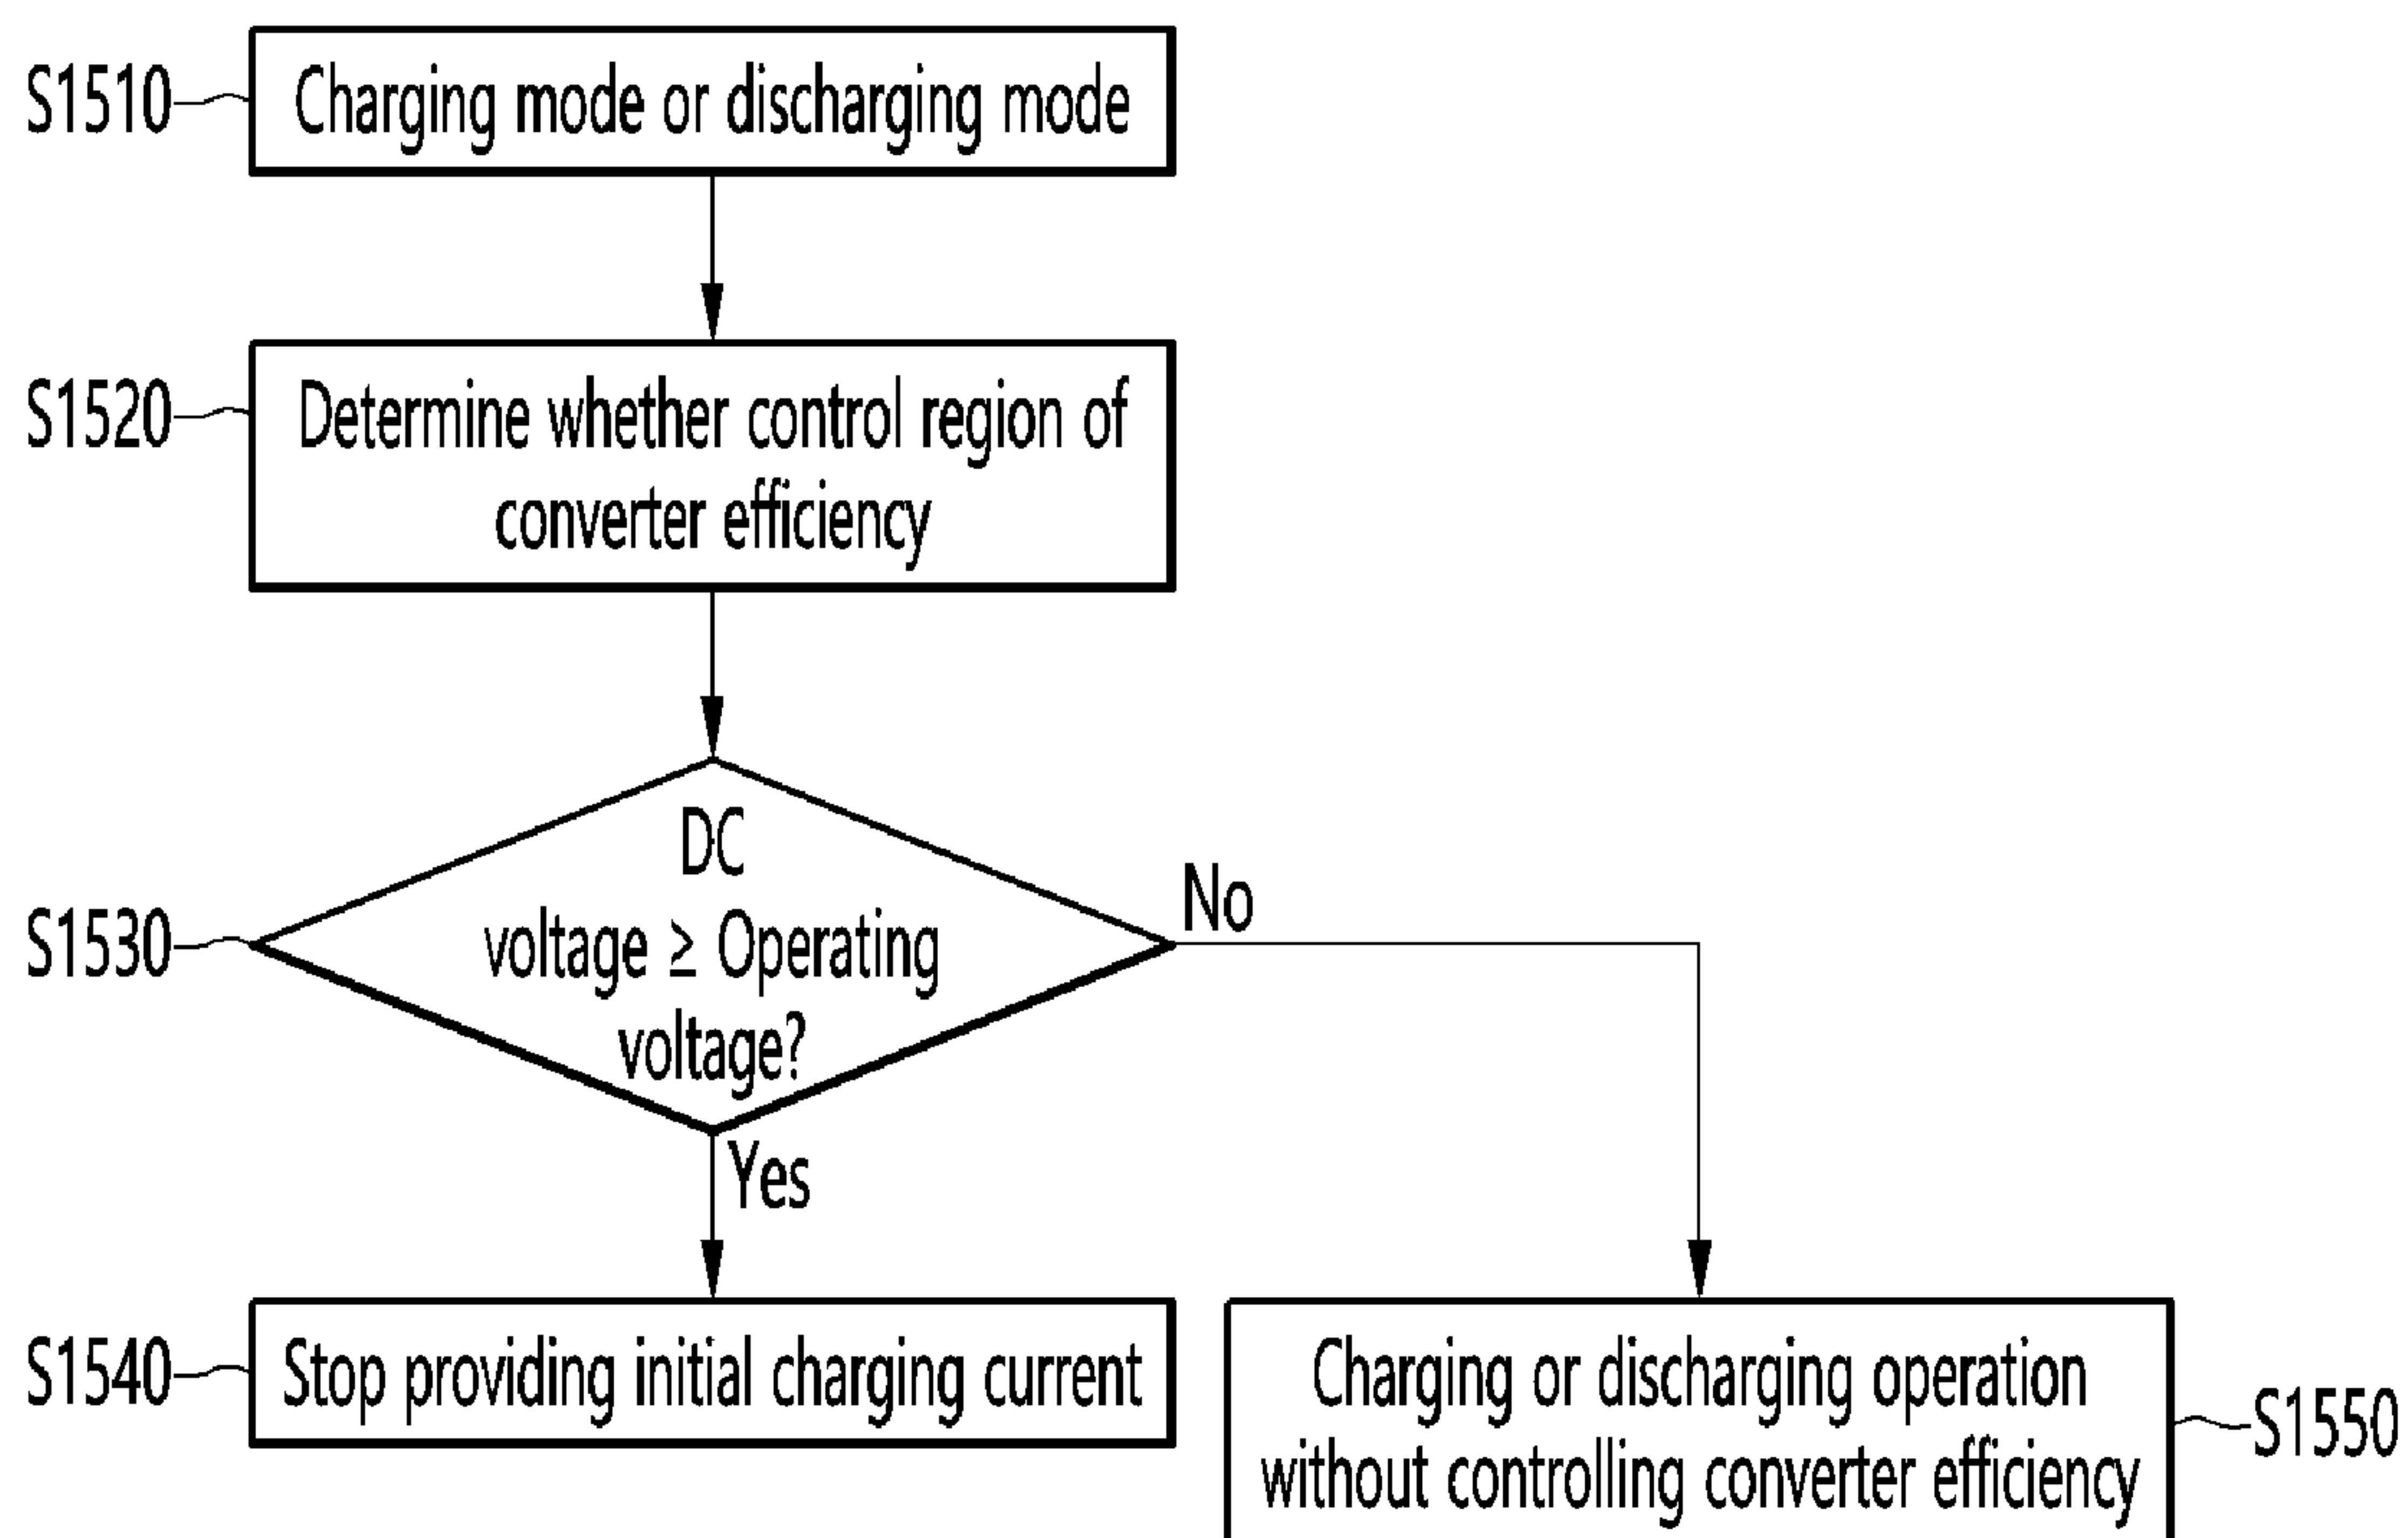 S1510
Charging mode or discharging mode
S1520
Determine whether control region of
converter efficiency
DC
S1530
voltage ≥ Operating
voltage?
No
Yes
S1540
Stop providing initial charging current
Charging or discharging operation
without controlling converter efficiency
S1550